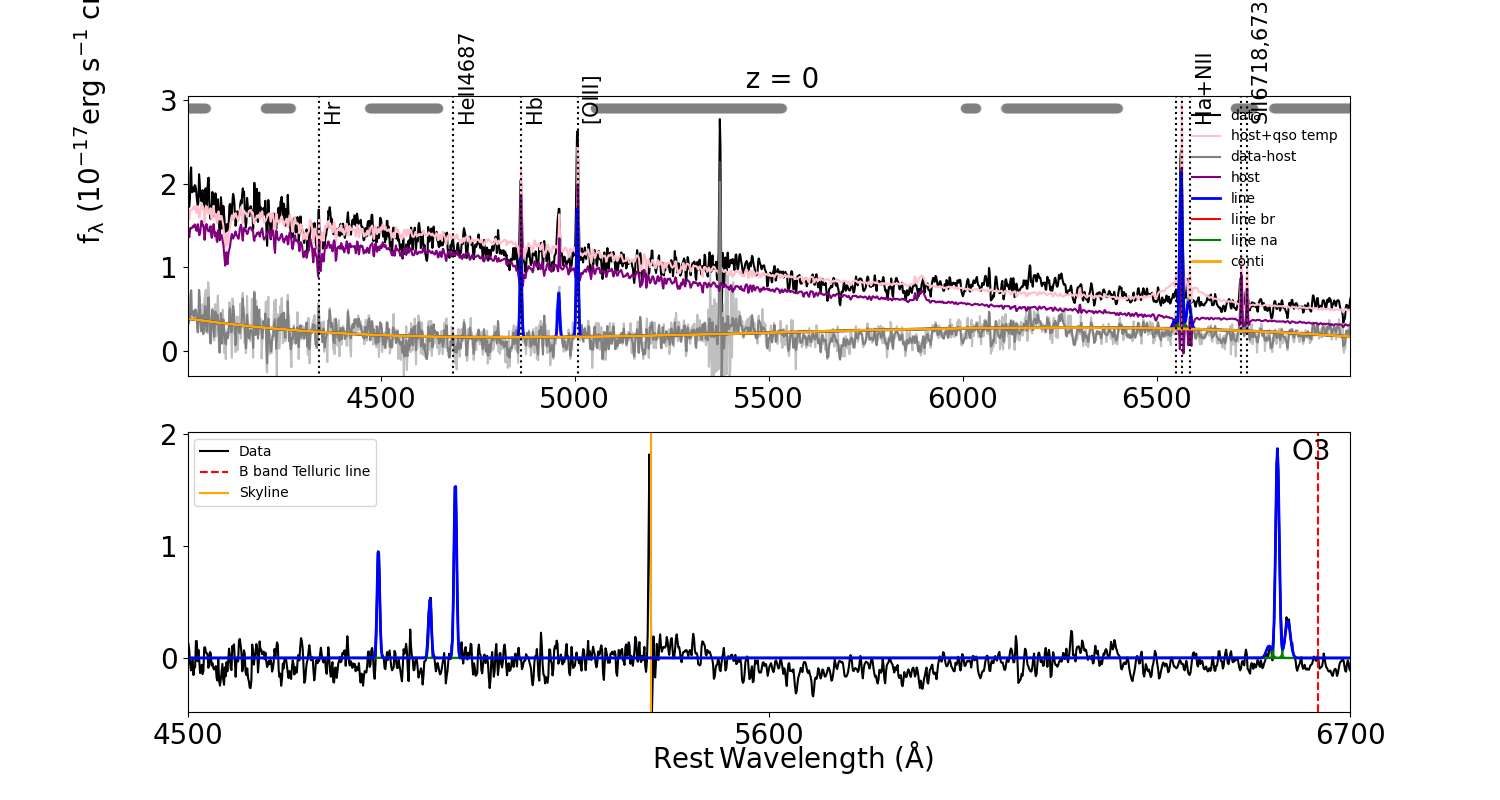 z = 0
fλ (10⁻¹⁷erg s⁻¹
Hr
HeII4687
Hb
[OIII]
Ha+NII
SII6718,673
data
host+qso temp
data-host
host
line
line br
line na
conti
3
2
1
0
4500 5000 5500 6000 6500
Data
B band Telluric line
Skyline
O3
2
1
0
4500 5600 6700
Rest Wavelength (Å)